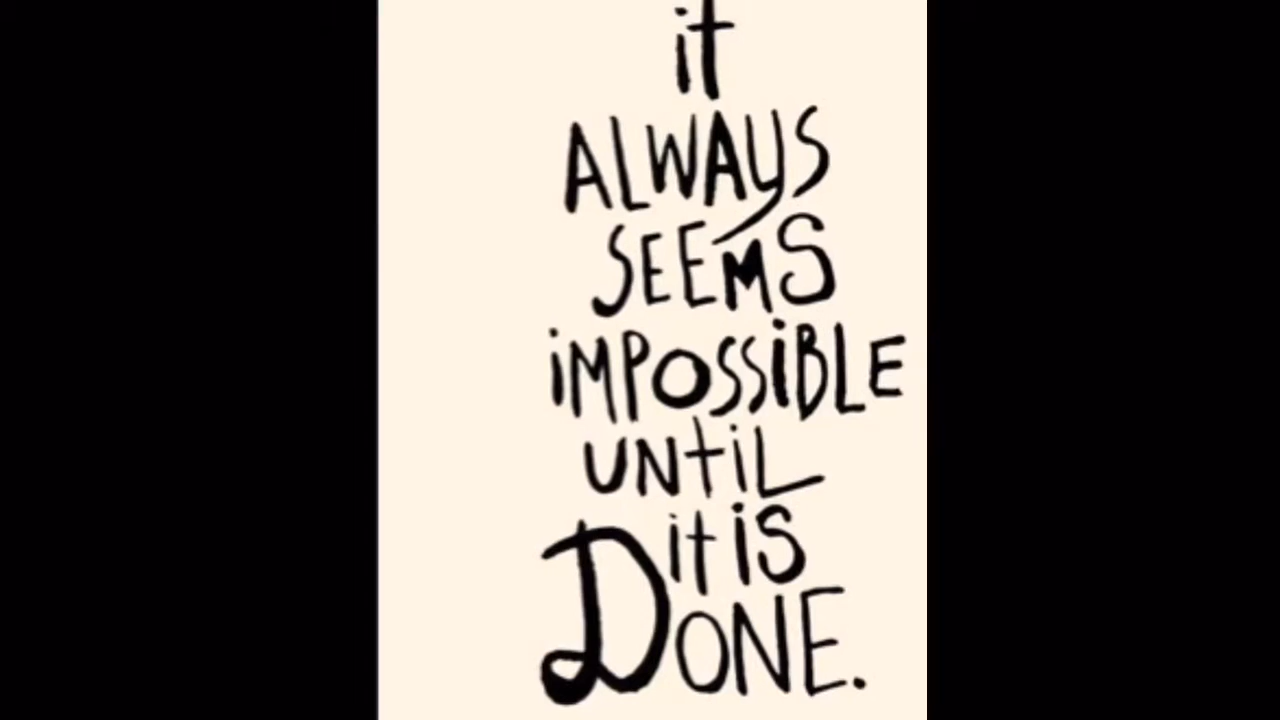 it
ALWAYS
SEEMS
iMPOSSiBLE
UNtiL
it is
DONE.